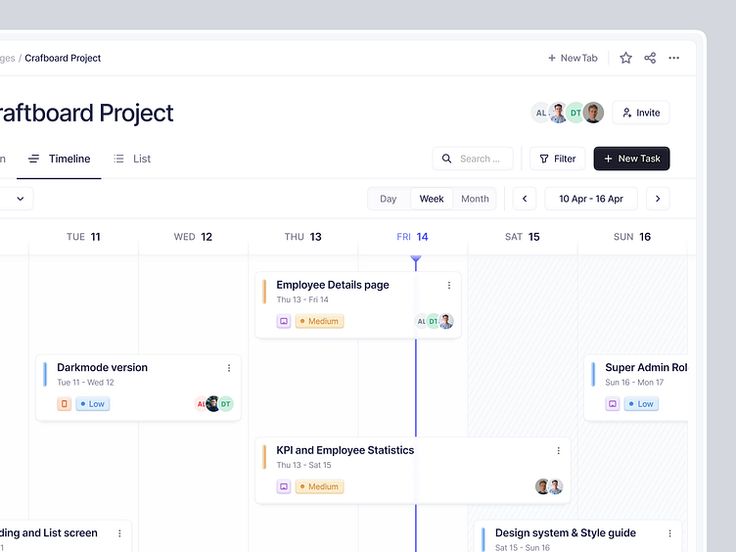 ges / Crafboard Project
New Tab
raftboard Project
AL
DT
Invite
n
Timeline
List
Search ...
Filter
New Task
Day
Week
Month
10 Apr - 16 Apr
TUE 11
WED 12
THU 13
FRI 14
SAT 15
SUN 16
Employee Details page
Thu 13 - Fri 14
Medium
AL
DT
Darkmode version
Tue 11 - Wed 12
Low
AL
DT
Super Admin Rol
Sun 16 - Mon 17
Low
KPI and Employee Statistics
Thu 13 - Sat 15
Medium
ding and List screen
1
Design system & Style guide
Sat 15 - Sun 16